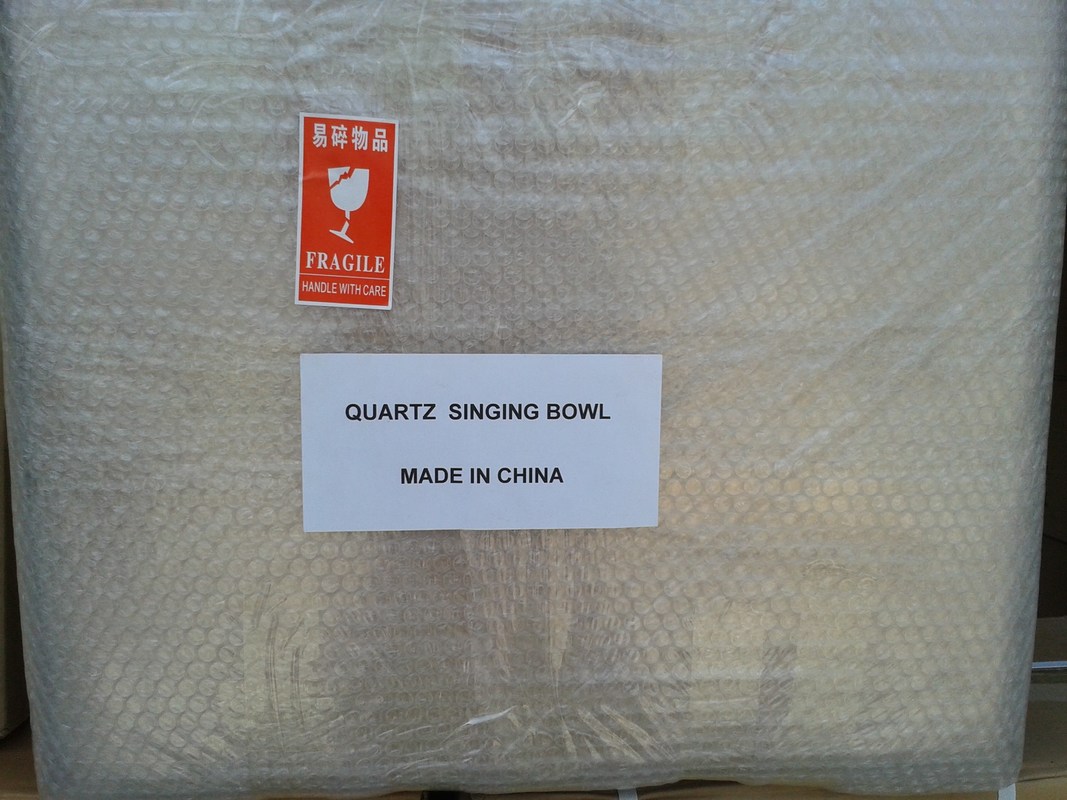 易碎物品
FRAGILE
HANDLE WITH CARE
QUARTZ SINGING BOWL
MADE IN CHINA